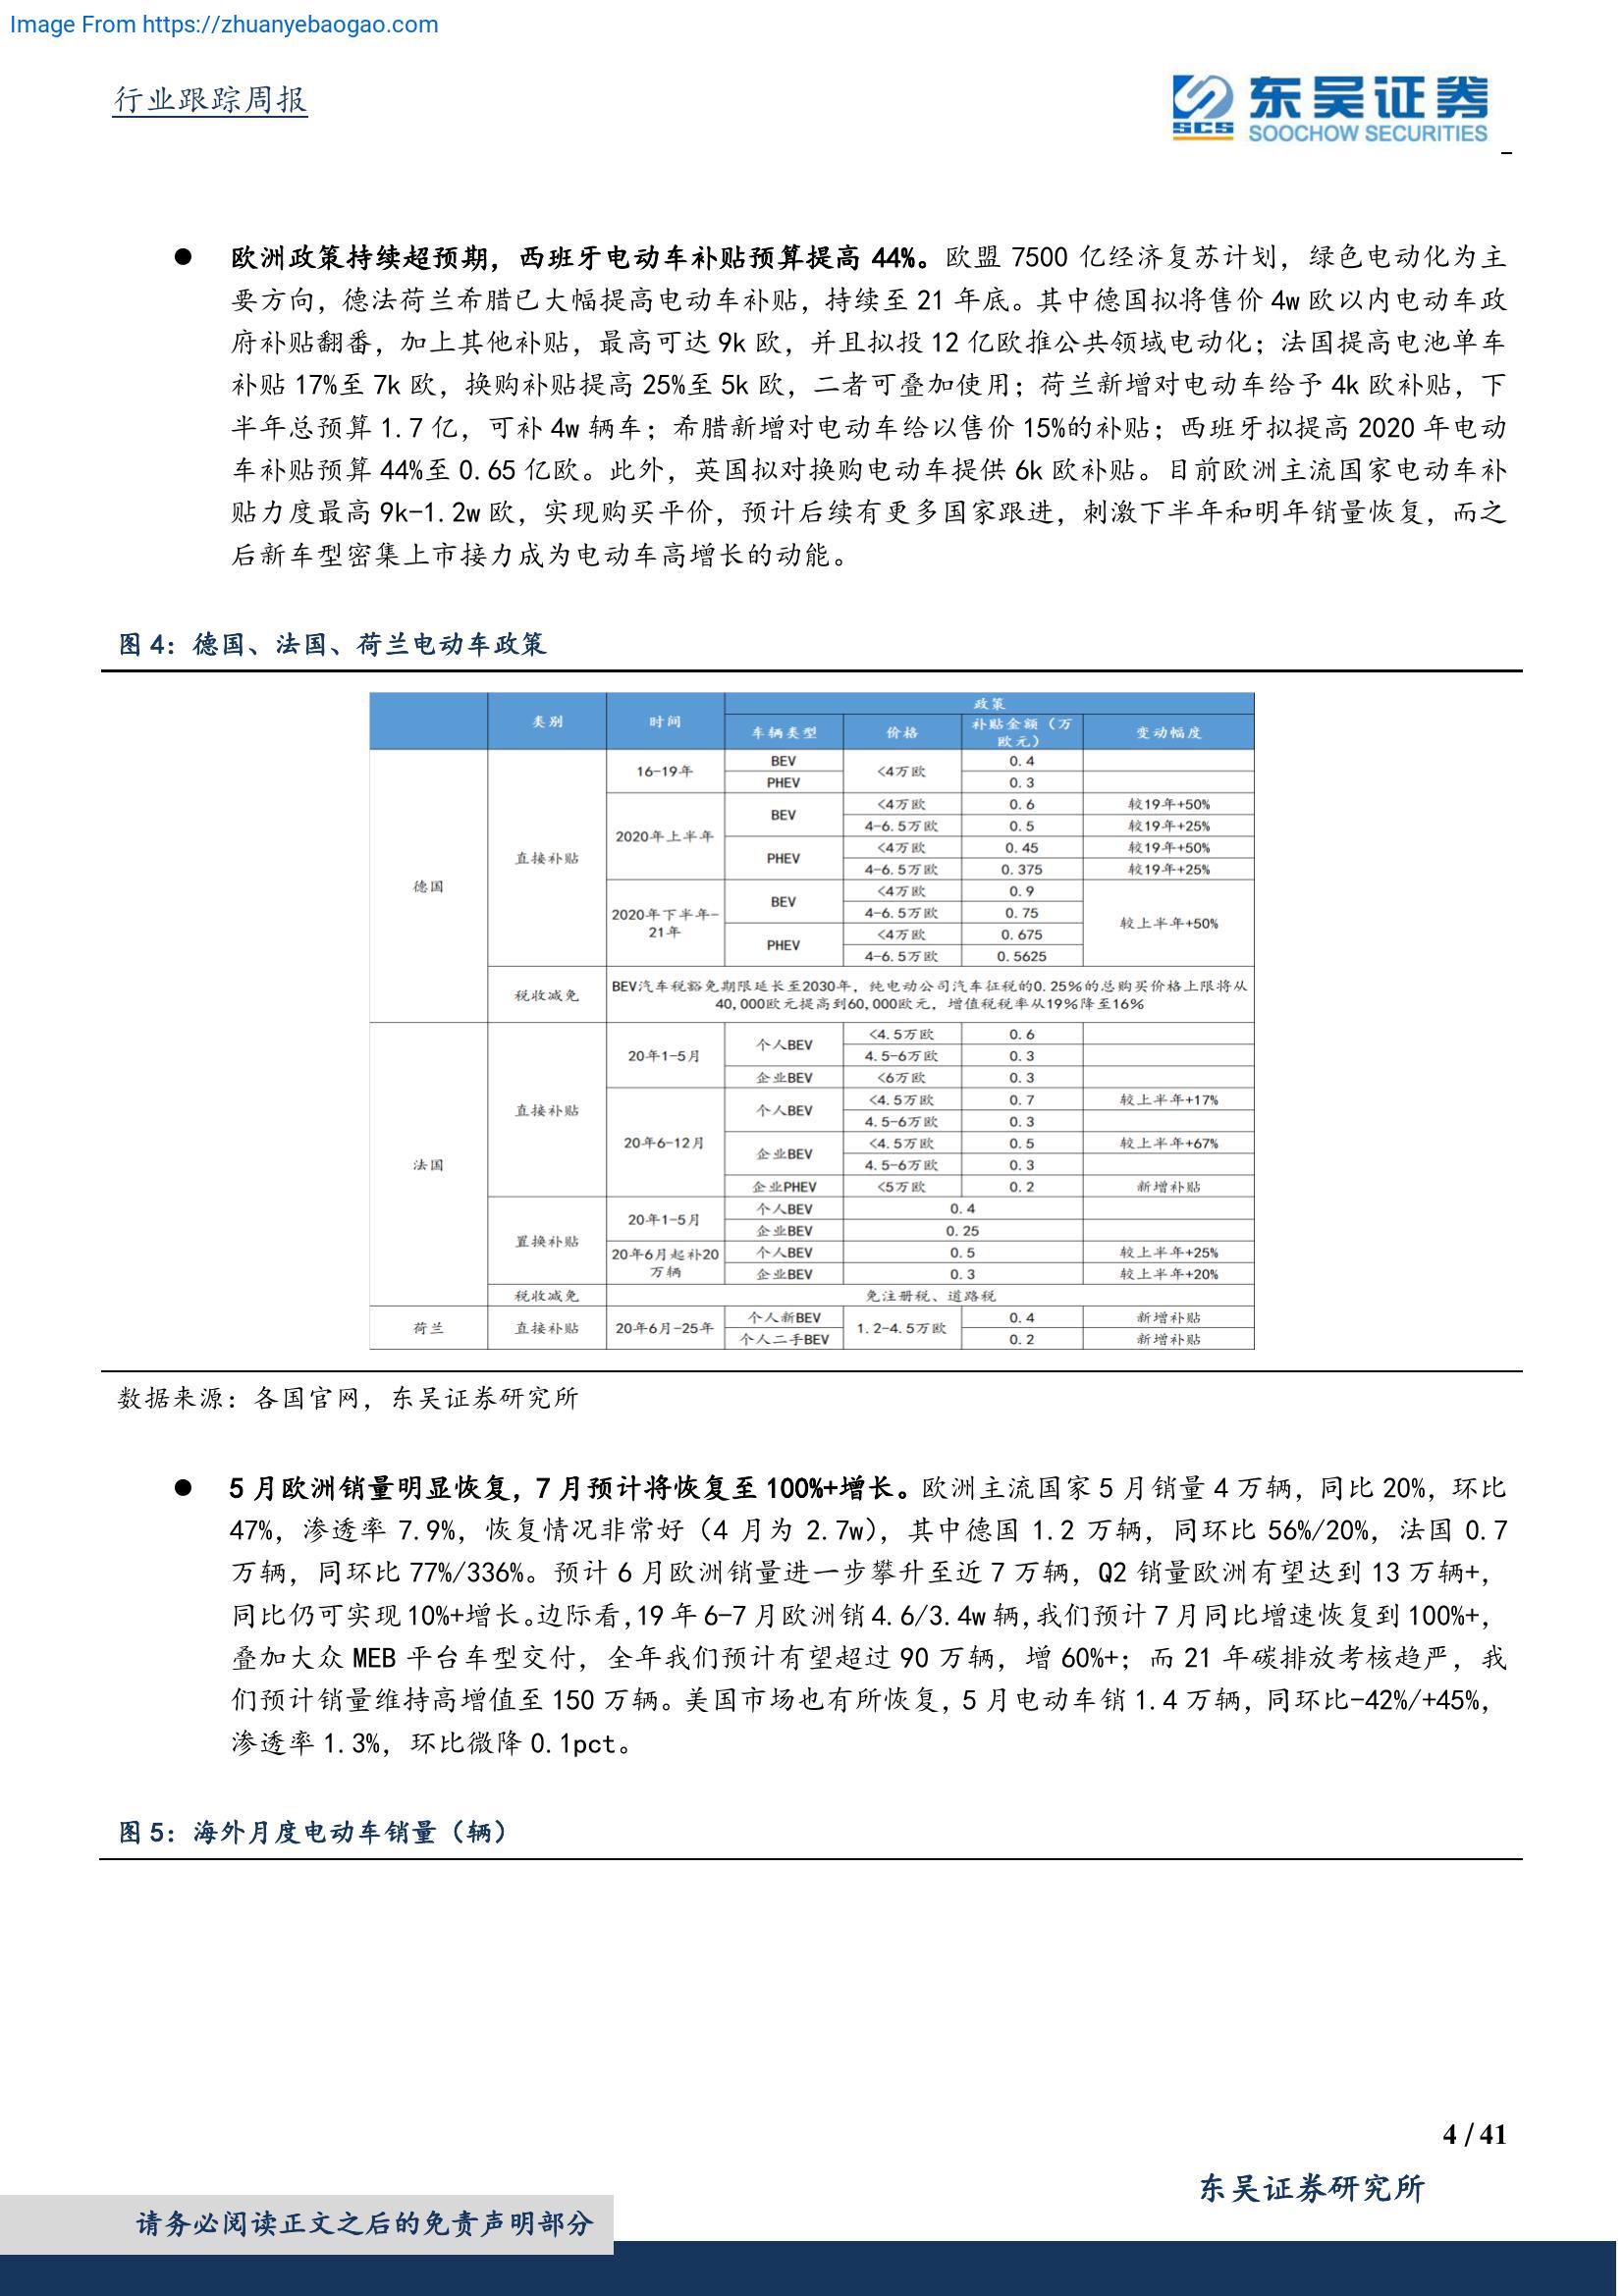 Image From https://zhuanyebaogao.com
行业跟踪周报
东吴证券
SCS
SOOCHOW SECURITIES
● 欧洲政策持续超预期，西班牙电动车补贴预算提高 44%。欧盟 7500 亿经济复苏计划，绿色电动化为主
要方向，德法荷兰希腊已大幅提高电动车补贴，持续至 21 年底。其中德国拟将售价 4w 欧以内电动车政
府补贴翻番，加上其他补贴，最高可达 9k 欧，并且拟投 12 亿欧推公共领域电动化；法国提高电池单车
补贴 17%至 7k 欧，换购补贴提高 25%至 5k 欧，二者可叠加使用；荷兰新增对电动车给予 4k 欧补贴，下
半年总预算 1.7 亿，可补 4w 辆车；希腊新增对电动车给以售价 15%的补贴；西班牙拟提高 2020 年电动
车补贴预算 44%至 0.65 亿欧。此外，英国拟对换购电动车提供 6k 欧补贴。目前欧洲主流国家电动车补
贴力度最高 9k-1.2w 欧，实现购买平价，预计后续有更多国家跟进，刺激下半年和明年销量恢复，而之
后新车型密集上市接力成为电动车高增长的动能。
图 4：德国、法国、荷兰电动车政策
类别 时间 政策
车辆类型 价格 补贴金额（万
欧元） 变动幅度
德国 直接补贴 16-19年 BEV <4万欧 0.4
PHEV 0.3
2020年上半年 BEV <4万欧 0.6 较19年+50%
4-6.5万欧 0.5 较19年+25%
PHEV <4万欧 0.45 较19年+50%
4-6.5万欧 0.375 较19年+25%
2020年下半年-
21年 BEV <4万欧 0.9 较上半年+50%
4-6.5万欧 0.75
PHEV <4万欧 0.675
4-6.5万欧 0.5625
税收减免 BEV汽车税豁免期限延长至2030年，纯电动公司汽车征税的0.25%的总购买价格上限将从
40,000欧元提高到60,000欧元，增值税税率从19%降至16%
法国 直接补贴 20年1-5月 个人BEV <4.5万欧 0.6
4.5-6万欧 0.3
企业BEV <6万欧 0.3
20年6-12月 个人BEV <4.5万欧 0.7 较上半年+17%
4.5-6万欧 0.3
企业BEV <4.5万欧 0.5 较上半年+67%
4.5-6万欧 0.3
企业PHEV <5万欧 0.2 新增补贴
置换补贴 20年1-5月 个人BEV 0.4
企业BEV 0.25
20年6月起补20
万辆 个人BEV 0.5 较上半年+25%
企业BEV 0.3 较上半年+20%
税收减免 免注册税、道路税
荷兰 直接补贴 20年6月-25年 个人新BEV 1.2-4.5万欧 0.4 新增补贴
个人二手BEV 0.2 新增补贴
数据来源：各国官网，东吴证券研究所
● 5 月欧洲销量明显恢复，7 月预计将恢复至 100%+增长。欧洲主流国家 5 月销量 4 万辆，同比 20%，环比
47%，渗透率 7.9%，恢复情况非常好（4 月为 2.7w），其中德国 1.2 万辆，同环比 56%/20%，法国 0.7
万辆，同环比 77%/336%。预计 6 月欧洲销量进一步攀升至近 7 万辆，Q2 销量欧洲有望达到 13 万辆+，
同比仍可实现 10%+增长。边际看，19 年 6-7 月欧洲销 4.6/3.4w 辆，我们预计 7 月同比增速恢复到 100%+，
叠加大众 MEB 平台车型交付，全年我们预计有望超过 90 万辆，增 60%+；而 21 年碳排放考核趋严，我
们预计销量维持高增值至 150 万辆。美国市场也有所恢复，5 月电动车销 1.4 万辆，同环比-42%/+45%，
渗透率 1.3%，环比微降 0.1pct。
图 5：海外月度电动车销量（辆）
4 / 41
东吴证券研究所
请务必阅读正文之后的免责声明部分